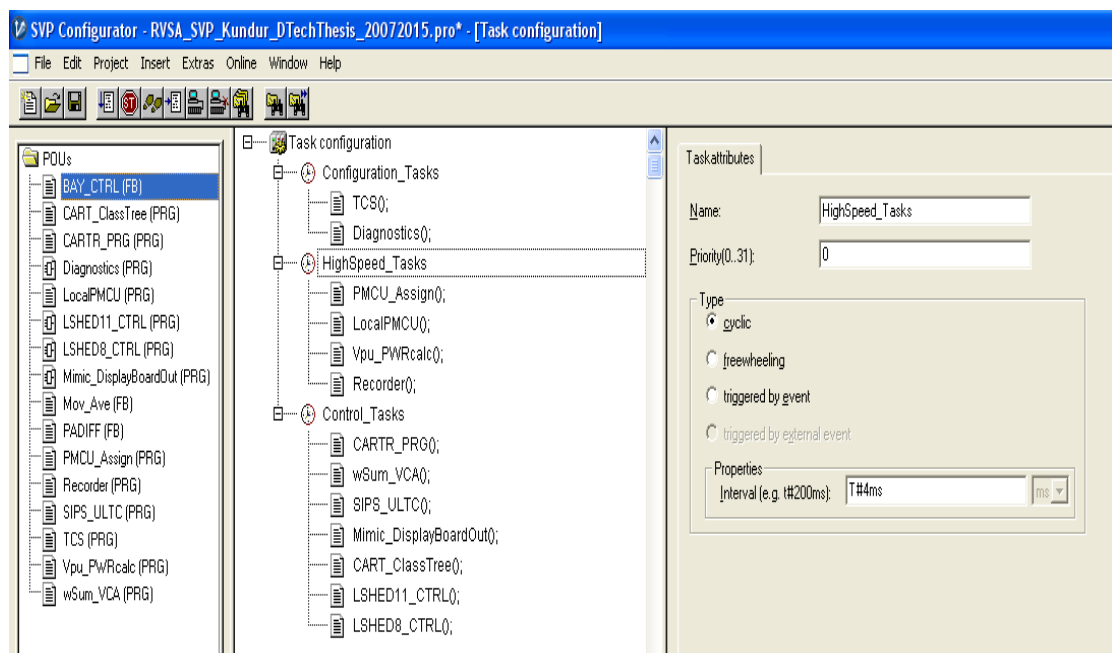 SVP Configurator - RVSA_SVP_Kundur_DTechThesis_20072015.pro* - [Task configuration]
File Edit Project Insert Extras Online Window Help
POUs
BAY_CTRL (FB)
CART_ClassTree (PRG)
CARTR_PRG (PRG)
Diagnostics (PRG)
LocalPMCU (PRG)
LSHED11_CTRL (PRG)
LSHED8_CTRL (PRG)
Mimic_DisplayBoardOut (PRG)
Mov_Ave (FB)
PADIFF (FB)
PMCU_Assign (PRG)
Recorder (PRG)
SIPS_ULTC (PRG)
TCS (PRG)
Vpu_PWRcalc (PRG)
wSum_VCA (PRG)
Task configuration
Configuration_Tasks
TCS();
Diagnostics();
HighSpeed_Tasks
PMCU_Assign();
LocalPMCU();
Vpu_PWRcalc();
Recorder();
Control_Tasks
CARTR_PRG();
wSum_VCA();
SIPS_ULTC();
Mimic_DisplayBoardOut();
CART_ClassTree();
LSHED11_CTRL();
LSHED8_CTRL();
Taskattributes
Name: HighSpeed_Tasks
Priority(0..31): 0
Type
cyclic
freewheeling
triggered by event
triggered by external event
Properties
Interval (e.g. t#200ms): T#4ms ms